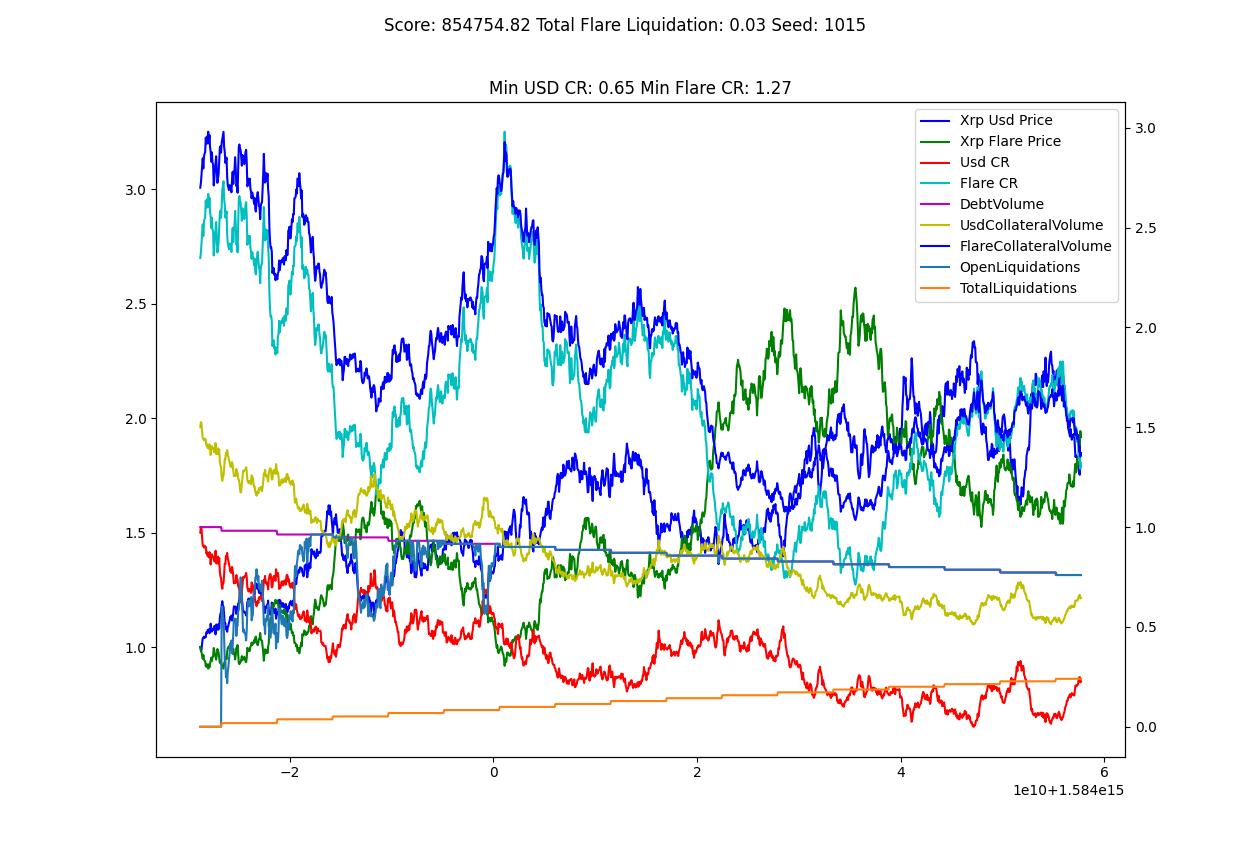 Score: 854754.82 Total Flare Liquidation: 0.03 Seed: 1015
Min USD CR: 0.65 Min Flare CR: 1.27
Xrp Usd Price
Xrp Flare Price
Usd CR
Flare CR
DebtVolume
UsdCollateralVolume
FlareCollateralVolume
OpenLiquidations
TotalLiquidations
3.0
2.5
2.0
1.5
1.0
3.0
2.5
2.0
1.5
1.0
0.5
0.0
−2 0 2 4 6
1e10+1.584e15